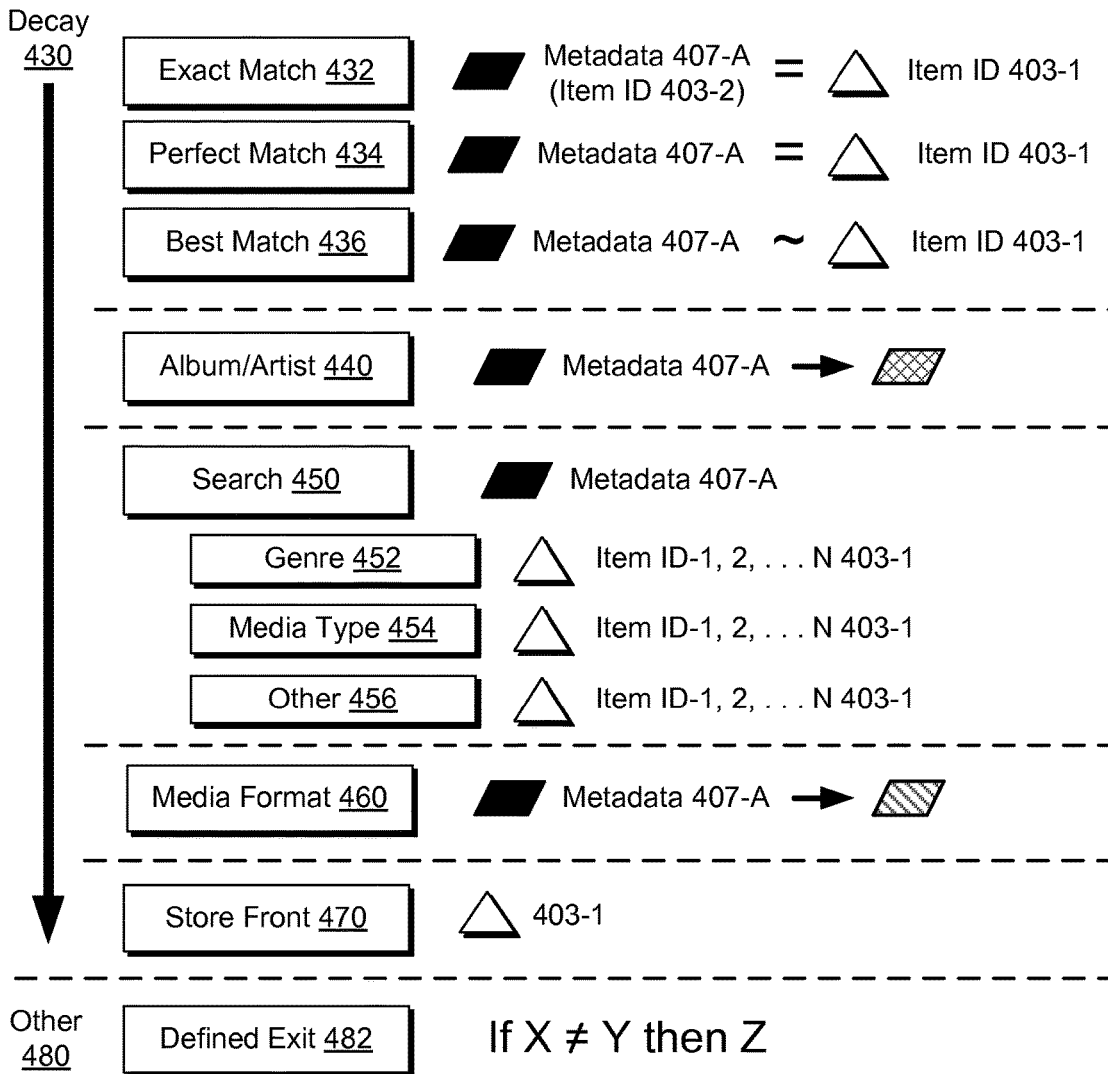 Decay
430
Exact Match 432
Metadata 407-A
(Item ID 403-2)
=
Item ID 403-1
Perfect Match 434
Metadata 407-A
=
Item ID 403-1
Best Match 436
Metadata 407-A
~
Item ID 403-1
Album/Artist 440
Metadata 407-A
Search 450
Metadata 407-A
Genre 452
Item ID-1, 2, . . . N 403-1
Media Type 454
Item ID-1, 2, . . . N 403-1
Other 456
Item ID-1, 2, . . . N 403-1
Media Format 460
Metadata 407-A
Store Front 470
403-1
Other
480
Defined Exit 482
If X ≠ Y then Z